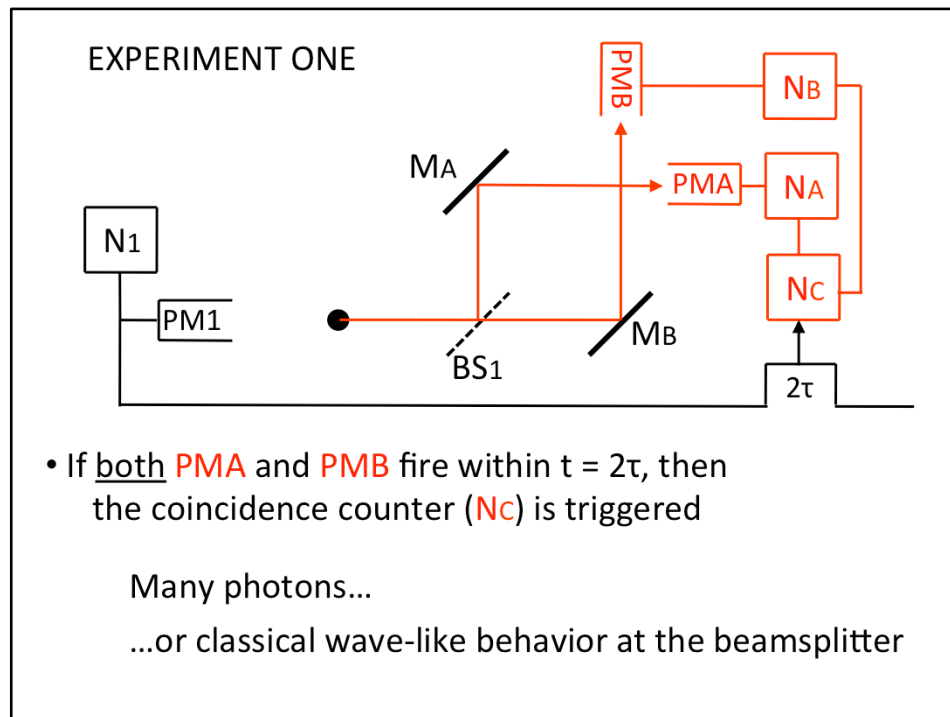 EXPERIMENT ONE
PMB
NB
MA
PMA
NA
N1
NC
PM1
MB
BS1
2τ
• If both PMA and PMB fire within t = 2τ, then
the coincidence counter (NC) is triggered
Many photons…
…or classical wave-like behavior at the beamsplitter